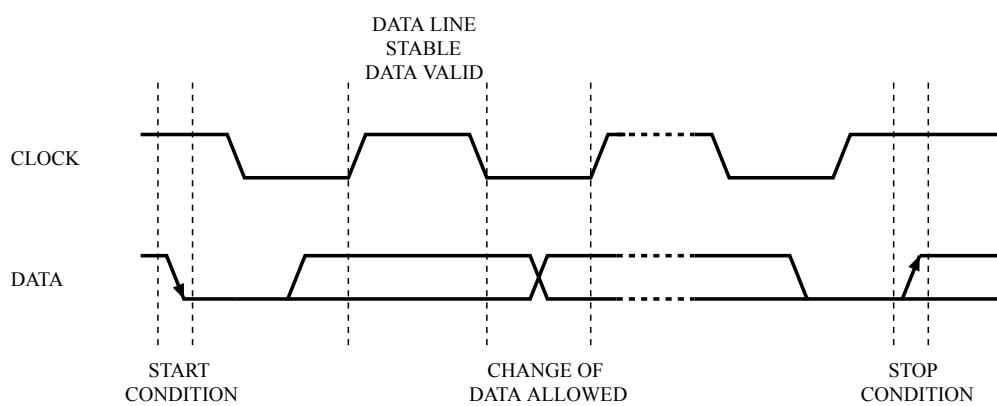 DATA LINE
STABLE
DATA VALID
CLOCK
DATA
START
CONDITION
CHANGE OF
DATA ALLOWED
STOP
CONDITION